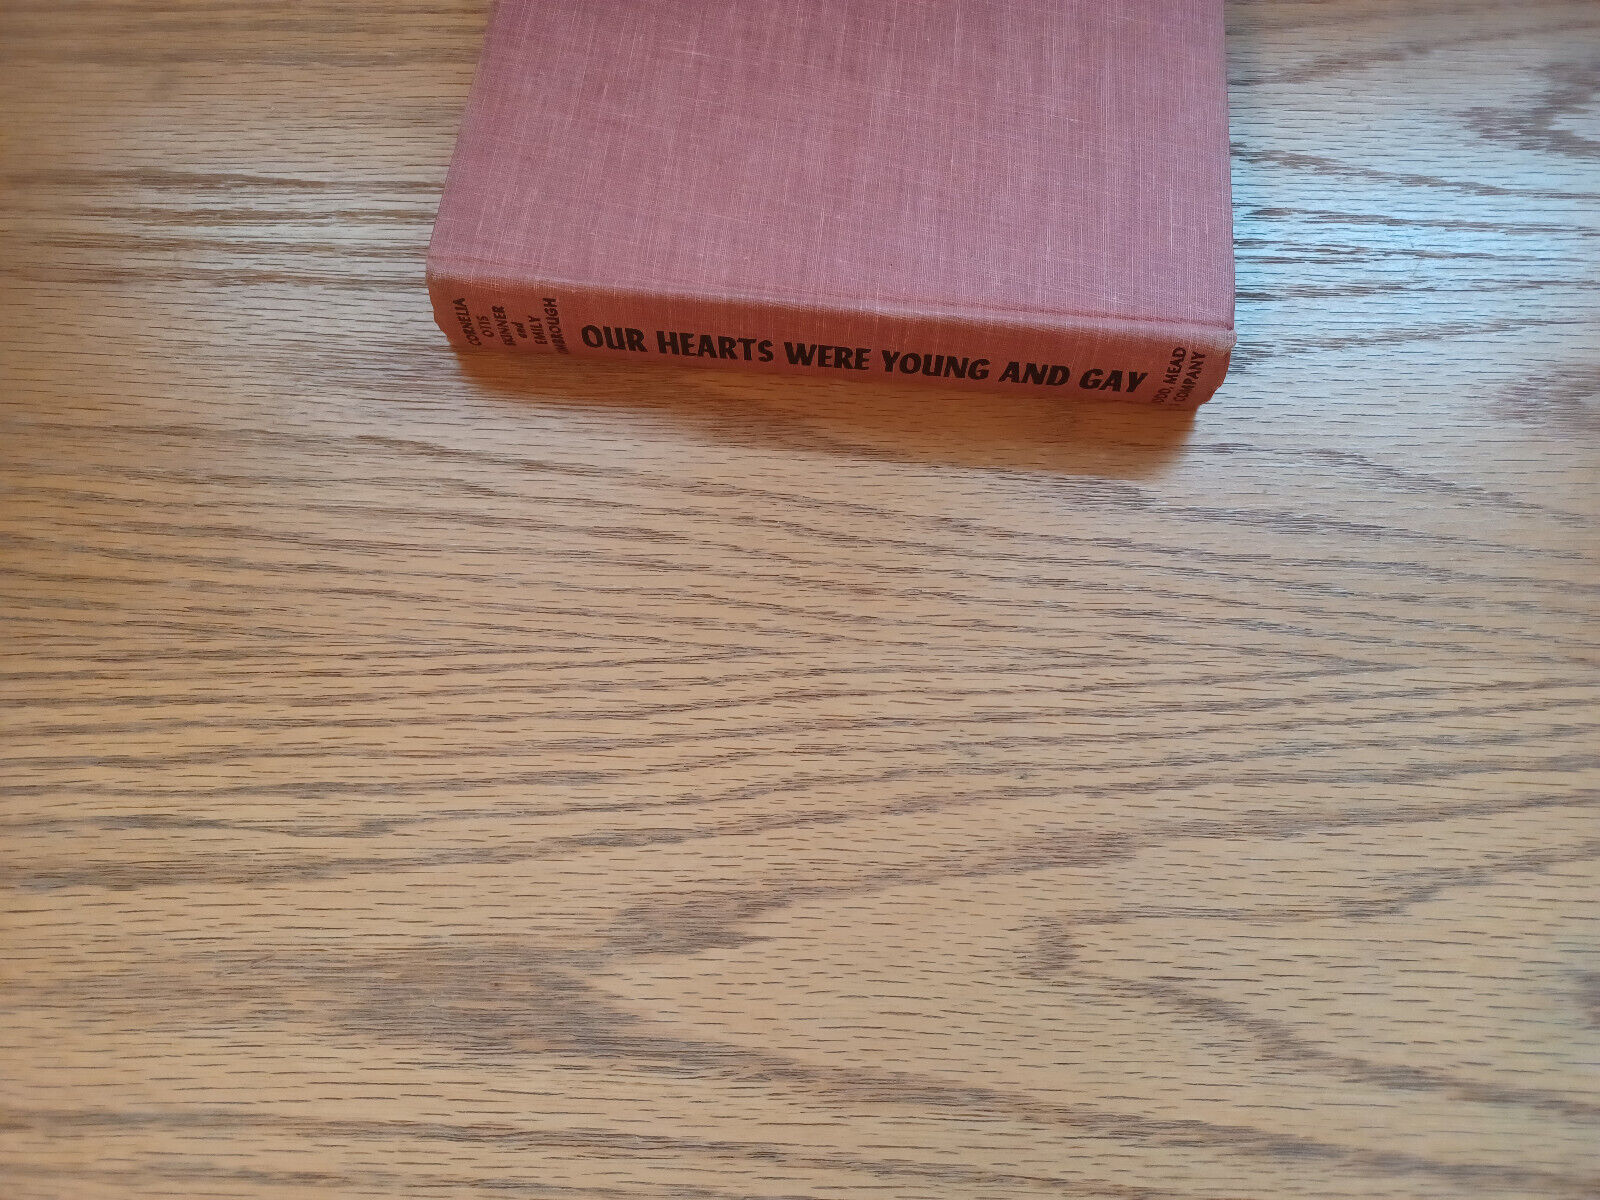 CORNELIA
OTIS
SKINNER
and
EMILY
KIMBROUGH
OUR HEARTS WERE YOUNG AND GAY
DODD, MEAD
& COMPANY